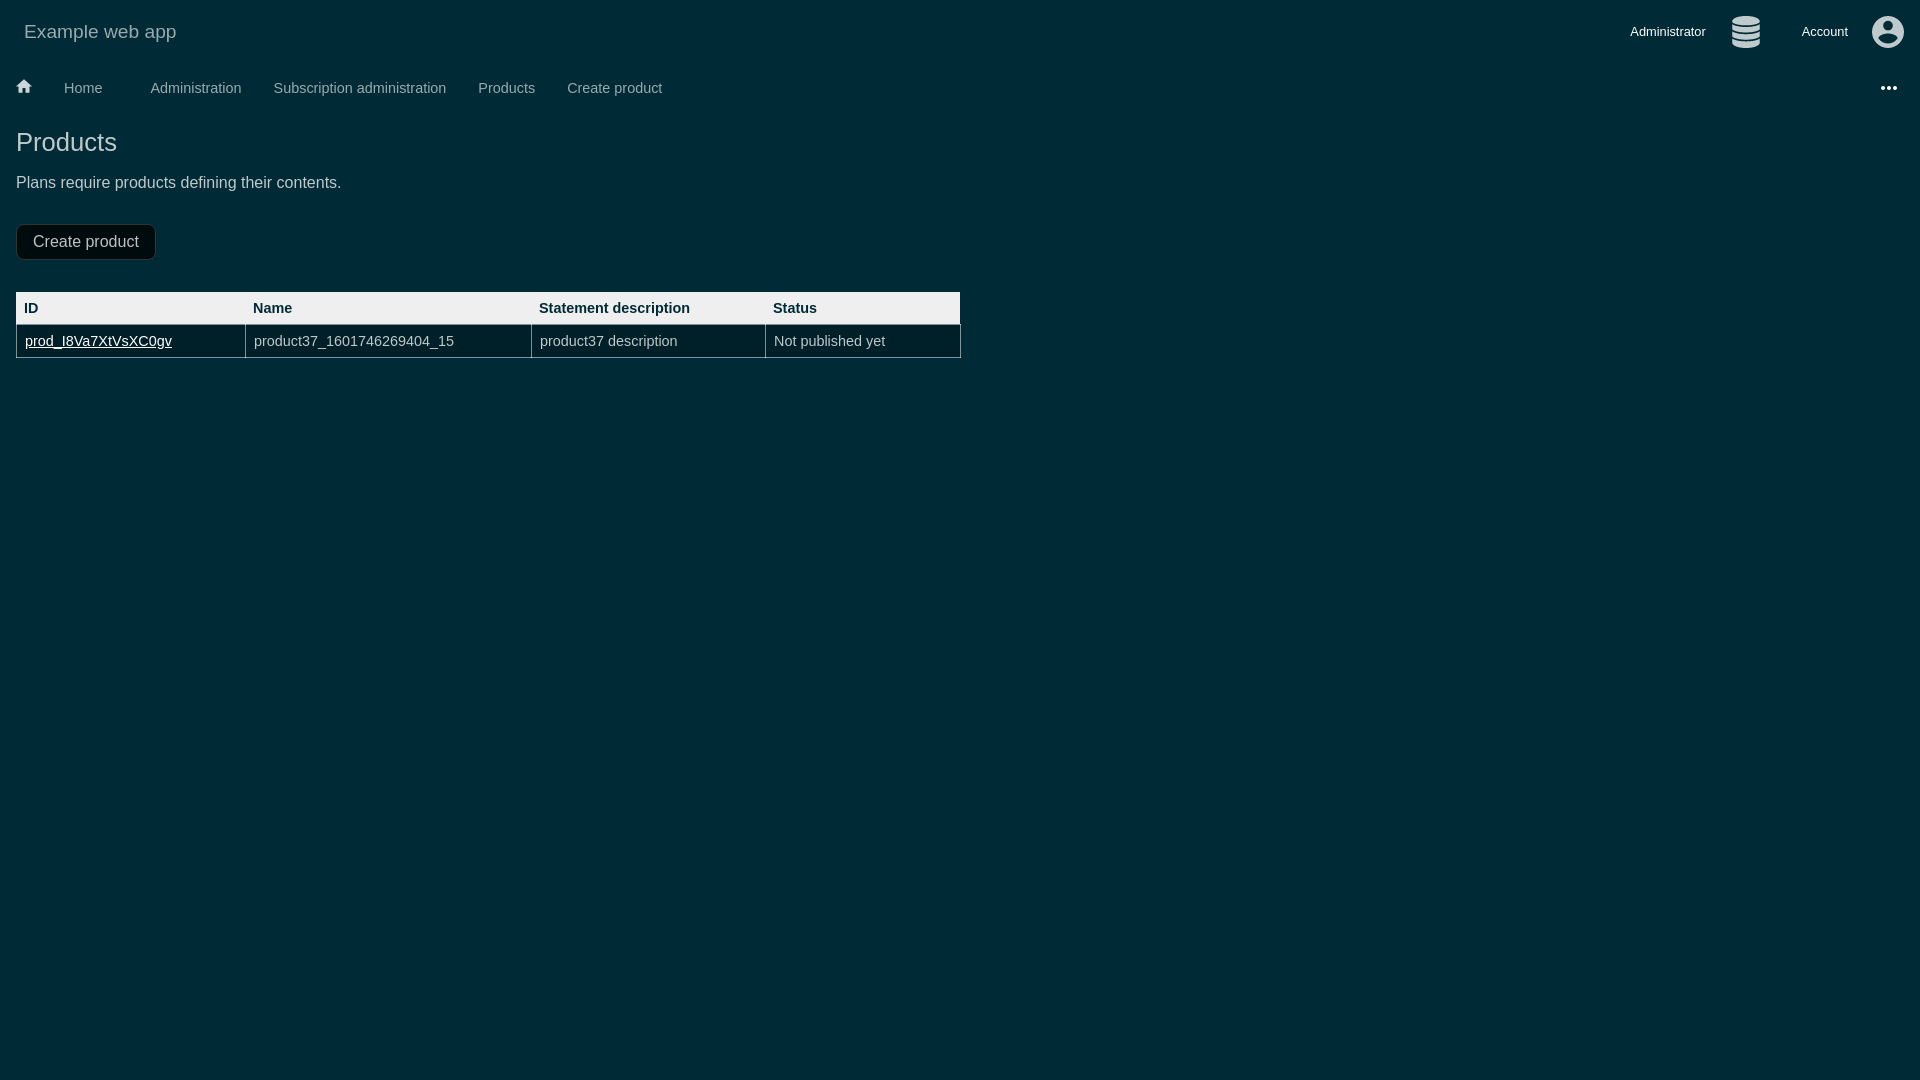 Example web app
Administrator
Account
Home
Administration
Subscription administration
Products
Create product
Products
Plans require products defining their contents.
Create product
ID Name Statement description Status
prod_I8Va7XtVsXC0gv product37_1601746269404_15 product37 description Not published yet